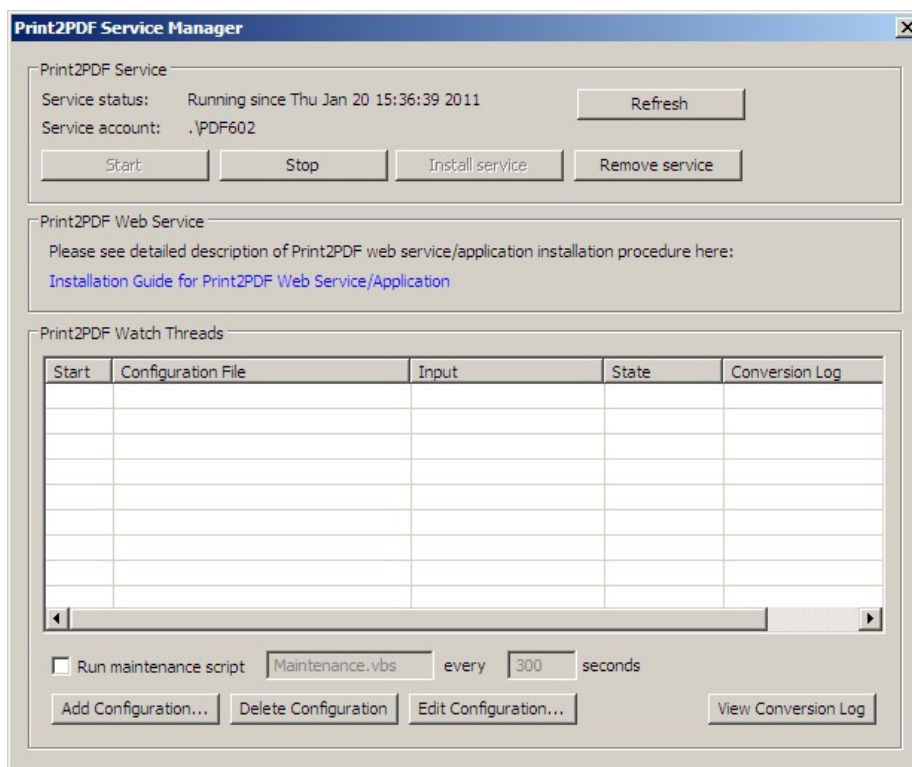 Print2PDF Service Manager
Print2PDF Service
Service status: Running since Thu Jan 20 15:36:39 2011 Refresh
Service account: .\PDF602
Start Stop Install service Remove service
Print2PDF Web Service
Please see detailed description of Print2PDF web service/application installation procedure here:
Installation Guide for Print2PDF Web Service/Application
Print2PDF Watch Threads
Start Configuration File Input State Conversion Log
Run maintenance script Maintenance.vbs every 300 seconds
Add Configuration... Delete Configuration Edit Configuration... View Conversion Log